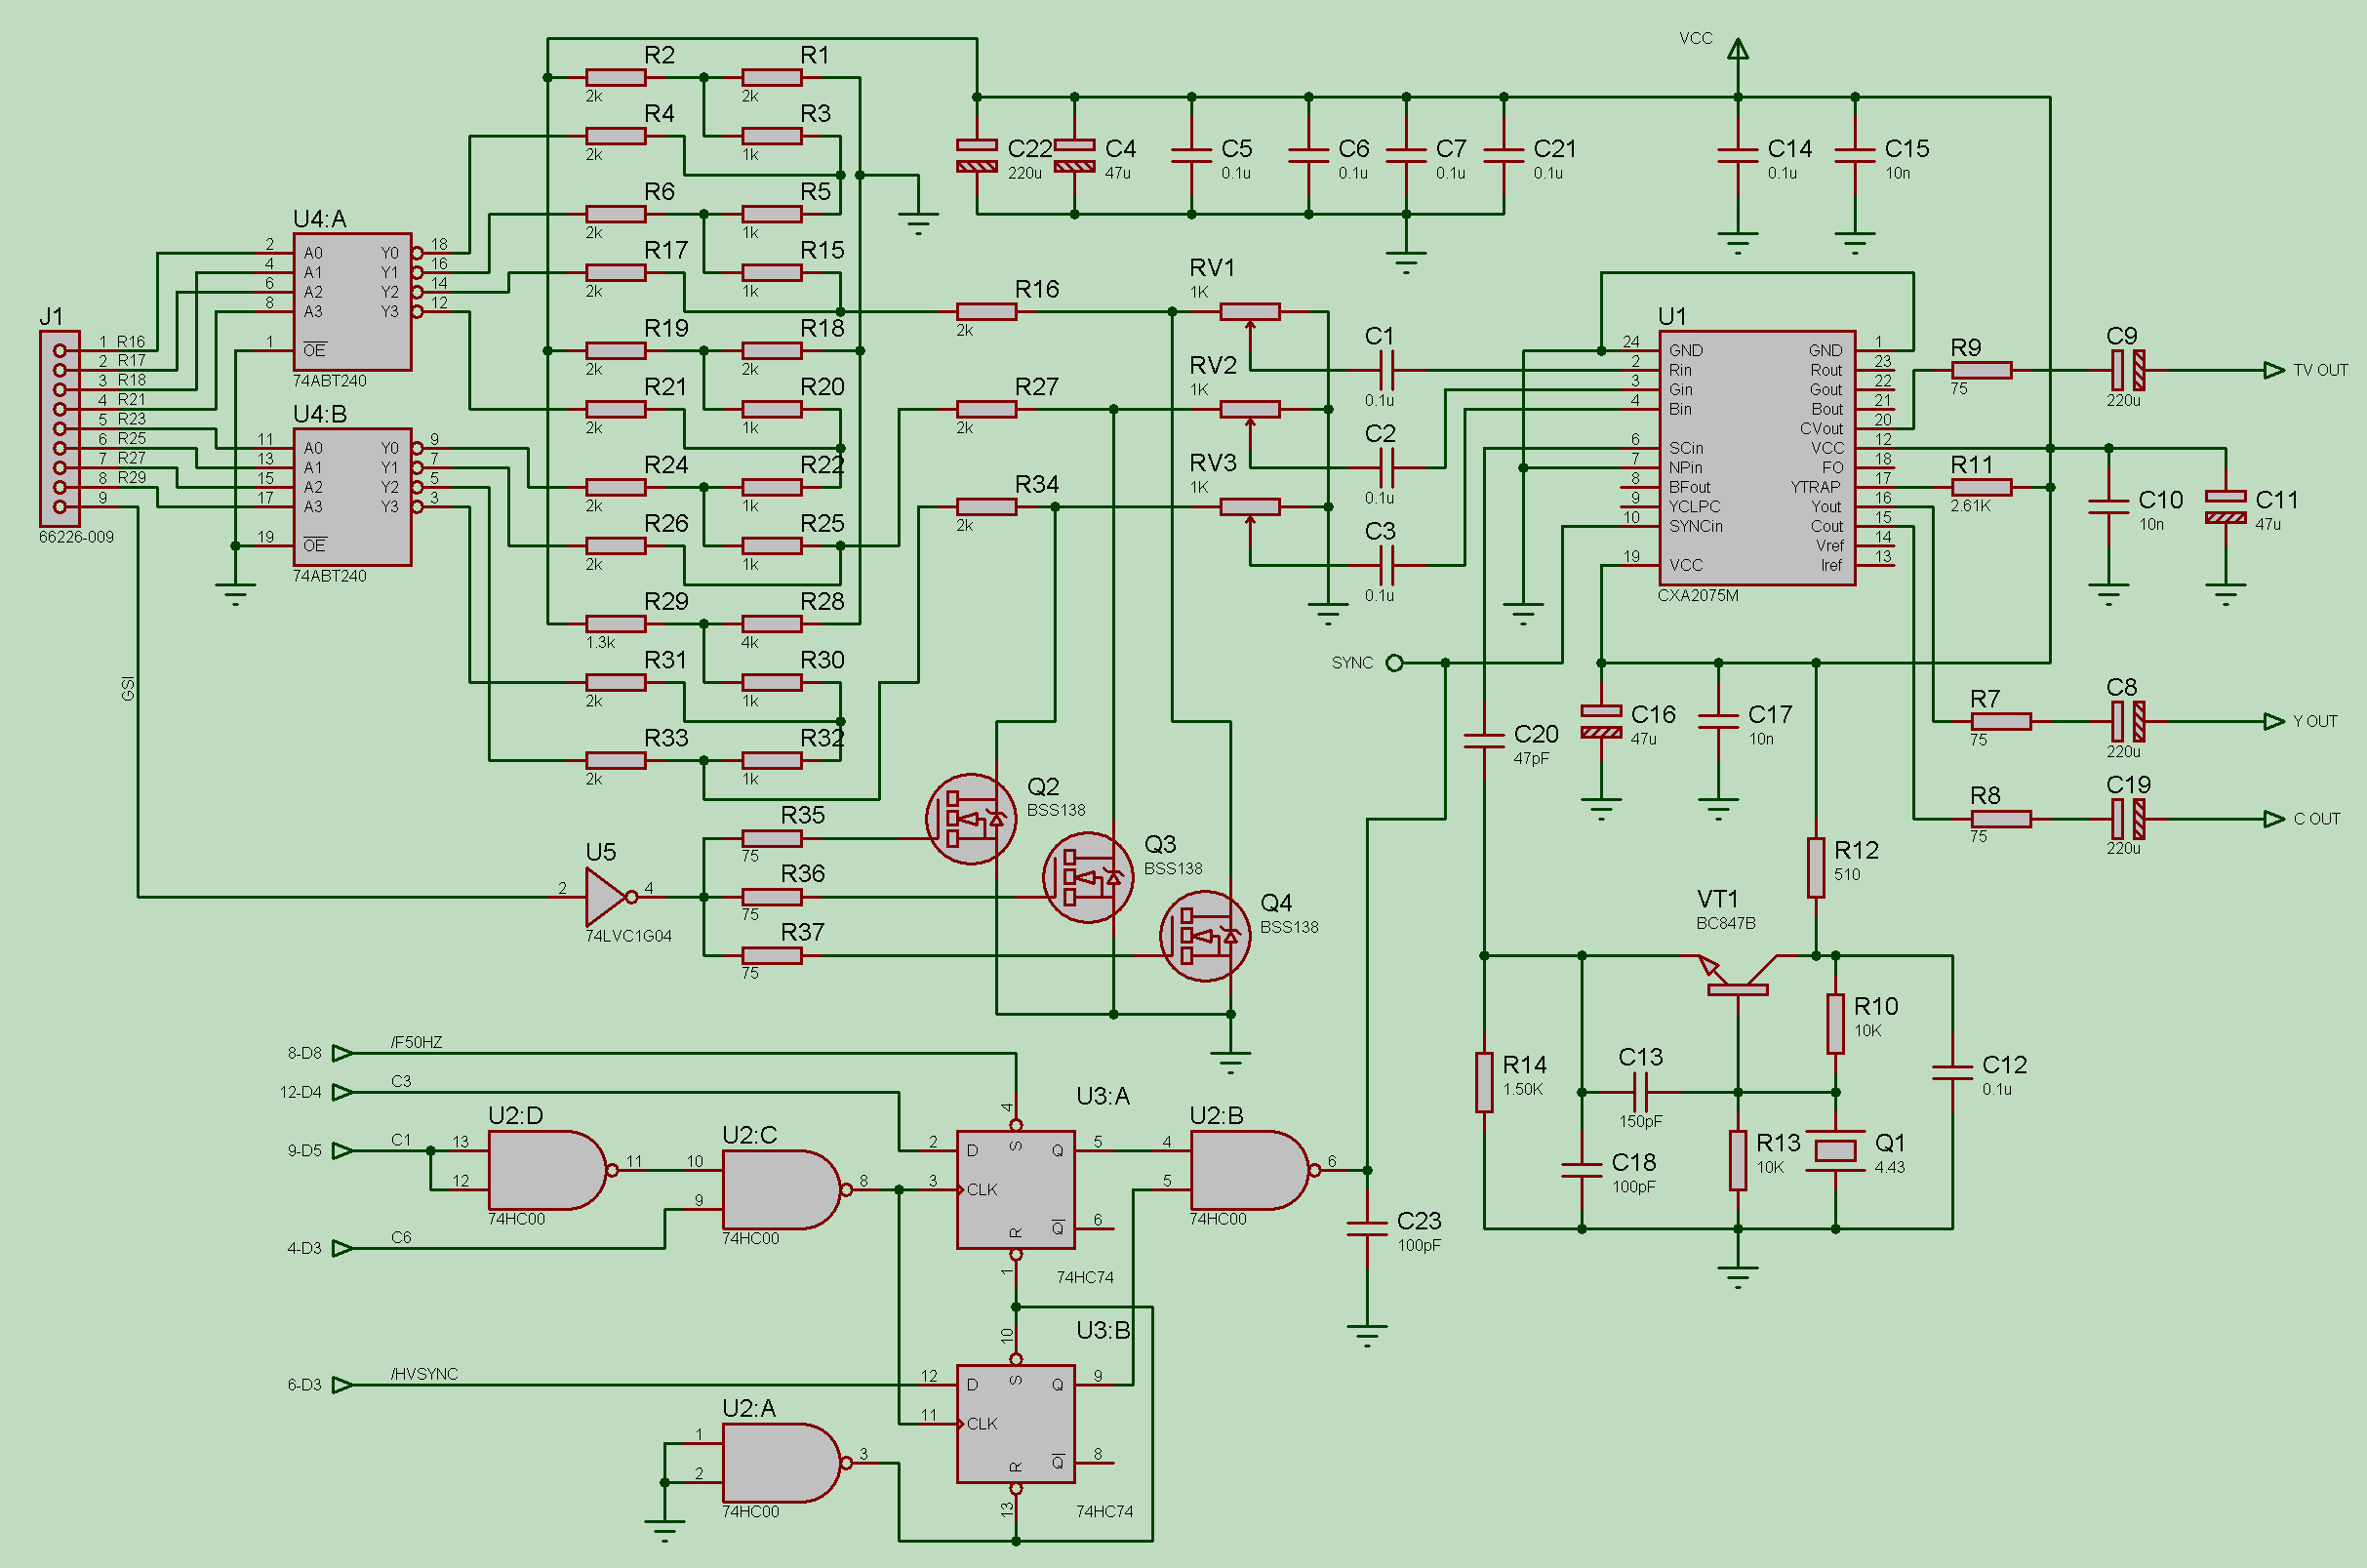 VCC
R2
2k
R1
2k
R4
2k
R3
1k
C22
220u
C4
47u
C5
0.1u
C6
0.1u
C7
0.1u
C21
0.1u
C14
0.1u
C15
10n
R6
2k
R5
1k
R17
2k
R15
1k
U4:A
2 A0 Y0 18
4 A1 Y1 16
6 A2 Y2 14
8 A3 Y3 12
1 OE
74ABT240
J1
1 R16
2 R17
3 R18
4 R21
5 R23
6 R25
7 R27
8 R29
9
66226-009
GSI
U4:B
11 A0 Y0 9
13 A1 Y1 7
15 A2 Y2 5
17 A3 Y3 3
19 OE
74ABT240
R19
2k
R18
2k
R21
2k
R20
1k
R24
2k
R22
1k
R26
2k
R25
1k
R29
1.3k
R28
4k
R31
2k
R30
1k
R33
2k
R32
1k
R16
2k
R27
2k
R34
2k
RV1
1K
RV2
1K
RV3
1K
C1
0.1u
C2
0.1u
C3
0.1u
U1
24 GND GND 1
2 Rin Rout 23
3 Gin Gout 22
4 Bin Bout 21
CVout 20
6 SCin VCC 12
7 NPin FO 18
8 BFout YTRAP 17
9 YCLPC Yout 16
10 SYNCin Cout 15
Vref 14
19 VCC Iref 13
CXA2075M
R9
75
C9
220u
TV OUT
R11
2.61K
C10
10n
C11
47u
SYNC
C20
47pF
C16
47u
C17
10n
R7
75
C8
220u
Y OUT
R8
75
C19
220u
C OUT
U5
2 4
74LVC1G04
R35
75
R36
75
R37
75
Q2
BSS138
Q3
BSS138
Q4
BSS138
R12
510
VT1
BC847B
R10
10K
R14
1.50K
C13
150pF
C12
0.1u
C18
100pF
R13
10K
Q1
4.43
8-D8 /F50HZ
12-D4 C3
9-D5 C1
4-D3 C6
6-D3 /HVSYNC
U2:D
13
12
11
74HC00
U2:C
10
9
8
74HC00
U3:A
4
S
2 D Q 5
3 CLK
R Q 6
1
74HC74
U2:B
4
5
6
74HC00
C23
100pF
U3:B
10
S
12 D Q 9
11 CLK
R Q 8
13
74HC74
U2:A
1
2
3
74HC00